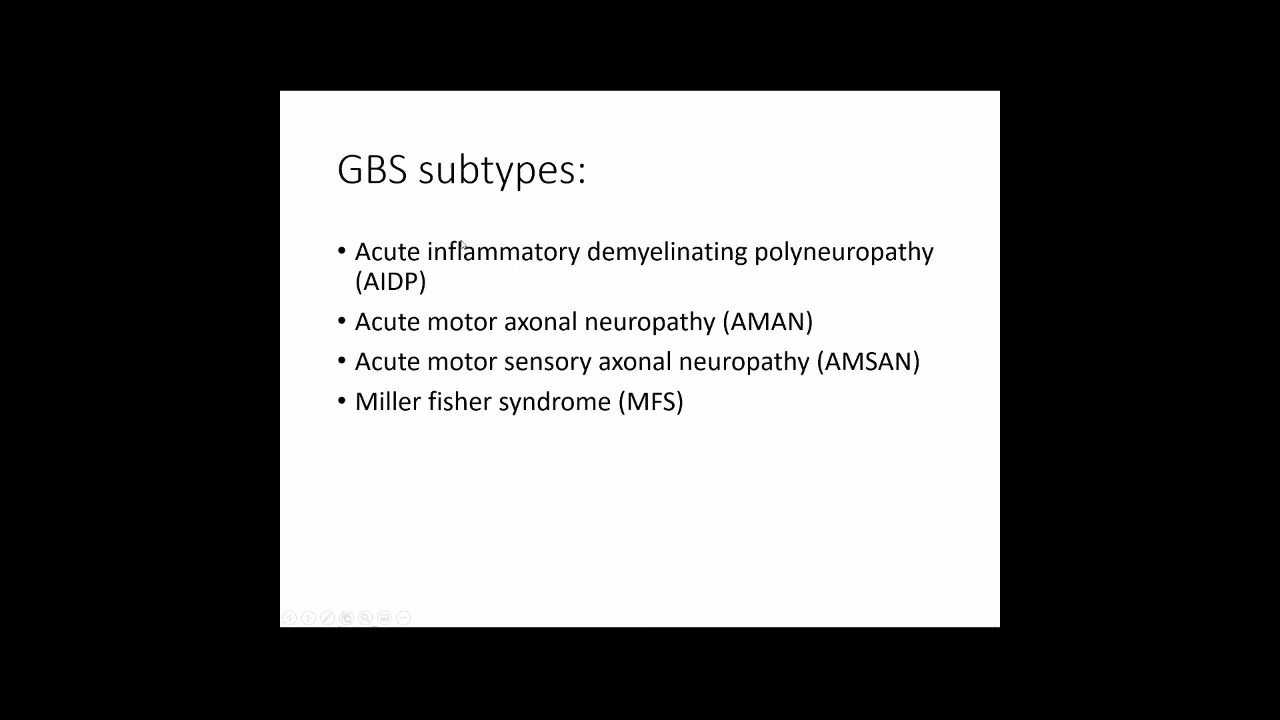 GBS subtypes:
• Acute inflammatory demyelinating polyneuropathy
(AIDP)
• Acute motor axonal neuropathy (AMAN)
• Acute motor sensory axonal neuropathy (AMSAN)
• Miller fisher syndrome (MFS)